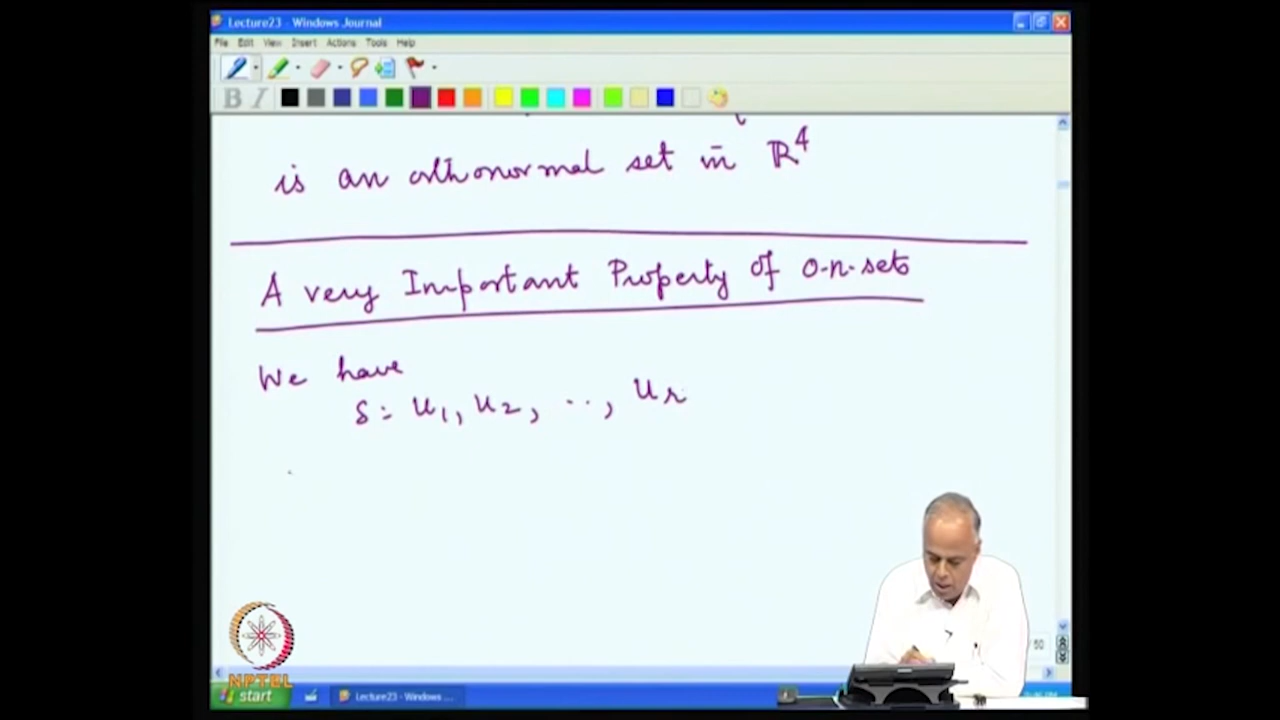 Lecture23 - Windows Journal
File Edit View Insert Actions Tools Help
B I
is an orthonormal set in ℝ⁴
A very Important Property of o.n. sets
We have
S = u₁, u₂, ..., uᵣ
/ 50
NPTEL
start Lecture23 - Windows ...